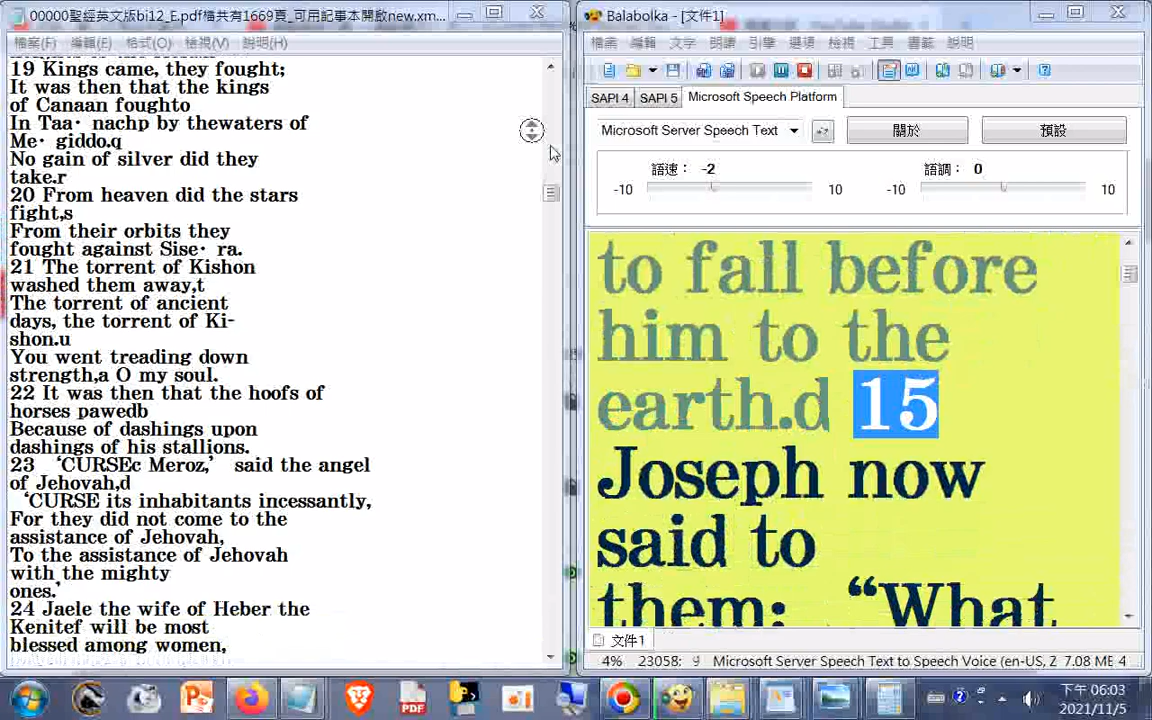 00000聖經英文版bi12_E.pdf檔共有1669頁_可用記事本開啟new.xm...
檔案(F) 編輯(E) 格式(O) 檢視(V) 說明(H)
19 Kings came, they fought;
It was then that the kings
of Canaan foughto
In Taa· nachp by thewaters of
Me· giddo.q
No gain of silver did they
take.r
20 From heaven did the stars
fight,s
From their orbits they
fought against Sise· ra.
21 The torrent of Kishon
washed them away,t
The torrent of ancient
days, the torrent of Ki-
shon.u
You went treading down
strength,a O my soul.
22 It was then that the hoofs of
horses pawedb
Because of dashings upon
dashings of his stallions.
23 ‘CURSEc Meroz,’ said the angel
of Jehovah,d
‘CURSE its inhabitants incessantly,
For they did not come to the
assistance of Jehovah,
To the assistance of Jehovah
with the mighty
ones.’
24 Jaele the wife of Heber the
Kenitef will be most
blessed among women,
Balabolka - [文件1]
檔案 編輯 文字 朗讀 引擎 選項 檢視 工具 書籤 說明
SAPI 4 SAPI 5 Microsoft Speech Platform
Microsoft Server Speech Text 關於 預設
語速: -2 語調: 0
-10 10 -10 10
to fall before
him to the
earth.d 15
Joseph now
said to
them: “What
文件1
4% 23058: 9 Microsoft Server Speech Text to Speech Voice (en-US, 2 7.08 ME 4
PDF
下午 06:03
2021/11/5